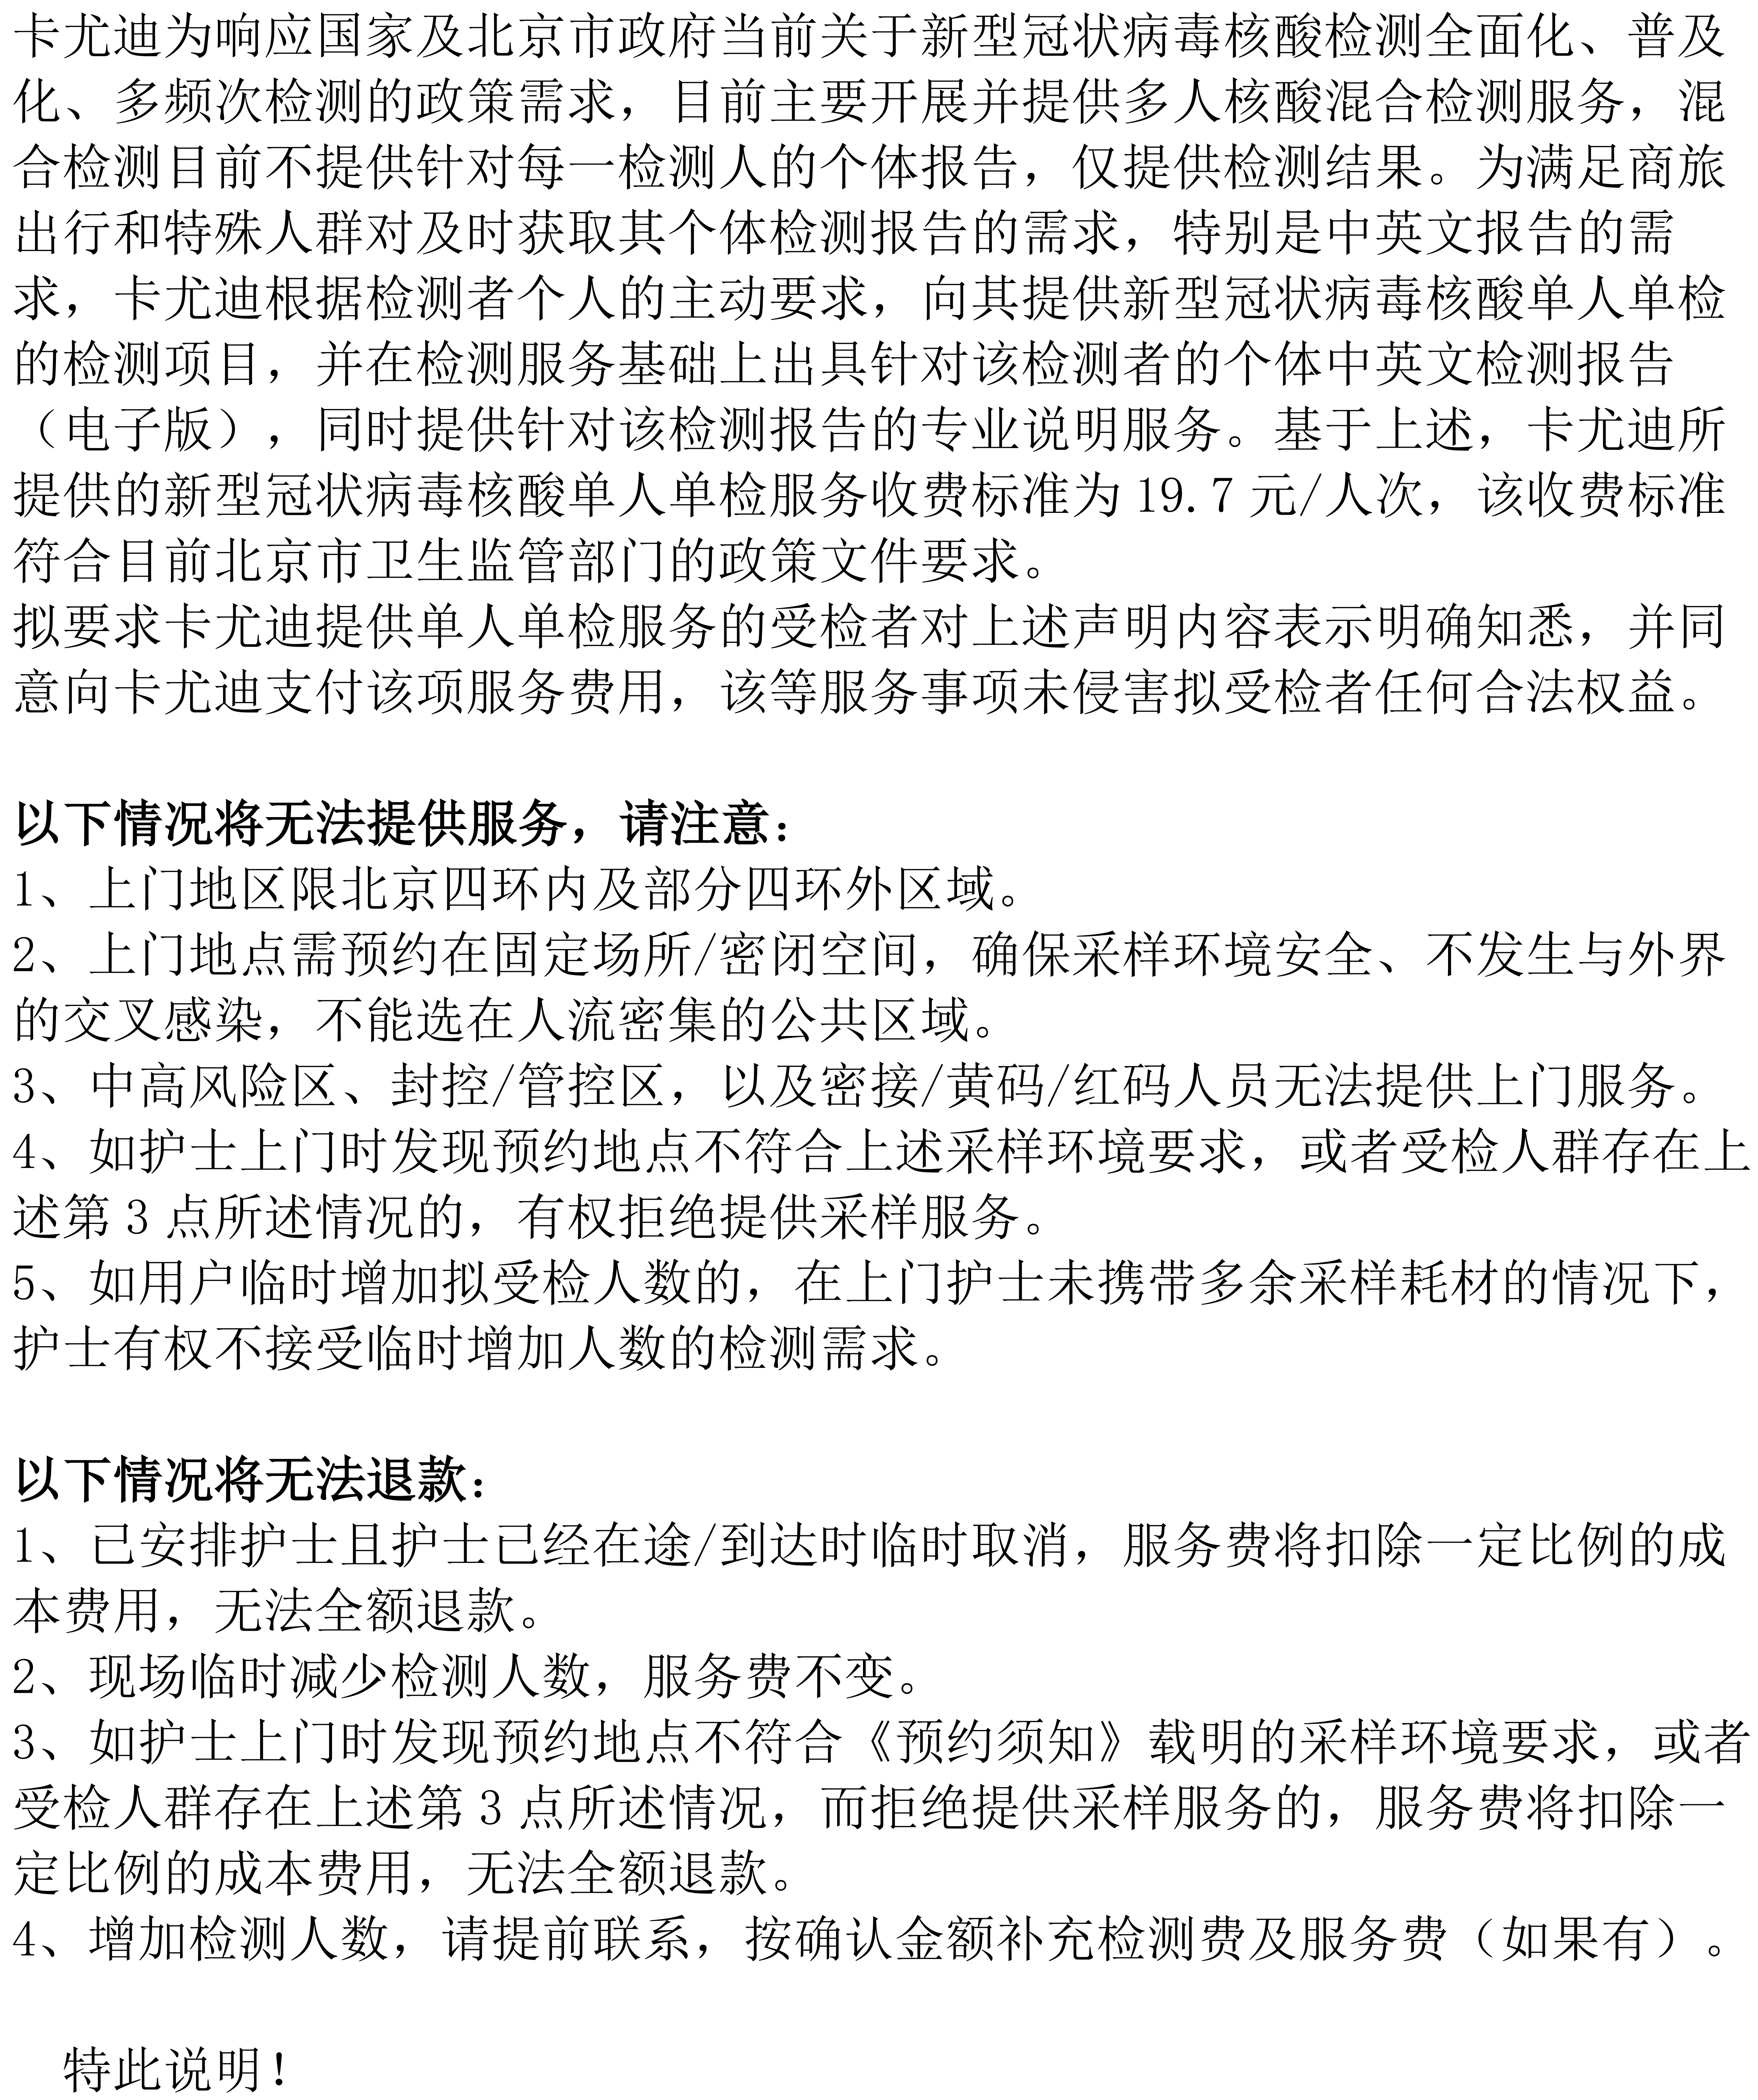 卡尤迪为响应国家及北京市政府当前关于新型冠状病毒核酸检测全面化、普及
化、多频次检测的政策需求，目前主要开展并提供多人核酸混合检测服务，混
合检测目前不提供针对每一检测人的个体报告，仅提供检测结果。为满足商旅
出行和特殊人群对及时获取其个体检测报告的需求，特别是中英文报告的需
求，卡尤迪根据检测者个人的主动要求，向其提供新型冠状病毒核酸单人单检
的检测项目，并在检测服务基础上出具针对该检测者的个体中英文检测报告
（电子版），同时提供针对该检测报告的专业说明服务。基于上述，卡尤迪所
提供的新型冠状病毒核酸单人单检服务收费标准为19.7元/人次，该收费标准
符合目前北京市卫生监管部门的政策文件要求。
拟要求卡尤迪提供单人单检服务的受检者对上述声明内容表示明确知悉，并同
意向卡尤迪支付该项服务费用，该等服务事项未侵害拟受检者任何合法权益。
以下情况将无法提供服务，请注意：
1、上门地区限北京四环内及部分四环外区域。
2、上门地点需预约在固定场所/密闭空间，确保采样环境安全、不发生与外界
的交叉感染，不能选在人流密集的公共区域。
3、中高风险区、封控/管控区，以及密接/黄码/红码人员无法提供上门服务。
4、如护士上门时发现预约地点不符合上述采样环境要求，或者受检人群存在上
述第3点所述情况的，有权拒绝提供采样服务。
5、如用户临时增加拟受检人数的，在上门护士未携带多余采样耗材的情况下，
护士有权不接受临时增加人数的检测需求。
以下情况将无法退款：
1、已安排护士且护士已经在途/到达时临时取消，服务费将扣除一定比例的成
本费用，无法全额退款。
2、现场临时减少检测人数，服务费不变。
3、如护士上门时发现预约地点不符合《预约须知》载明的采样环境要求，或者
受检人群存在上述第3点所述情况，而拒绝提供采样服务的，服务费将扣除一
定比例的成本费用，无法全额退款。
4、增加检测人数，请提前联系，按确认金额补充检测费及服务费（如果有）。
特此说明！